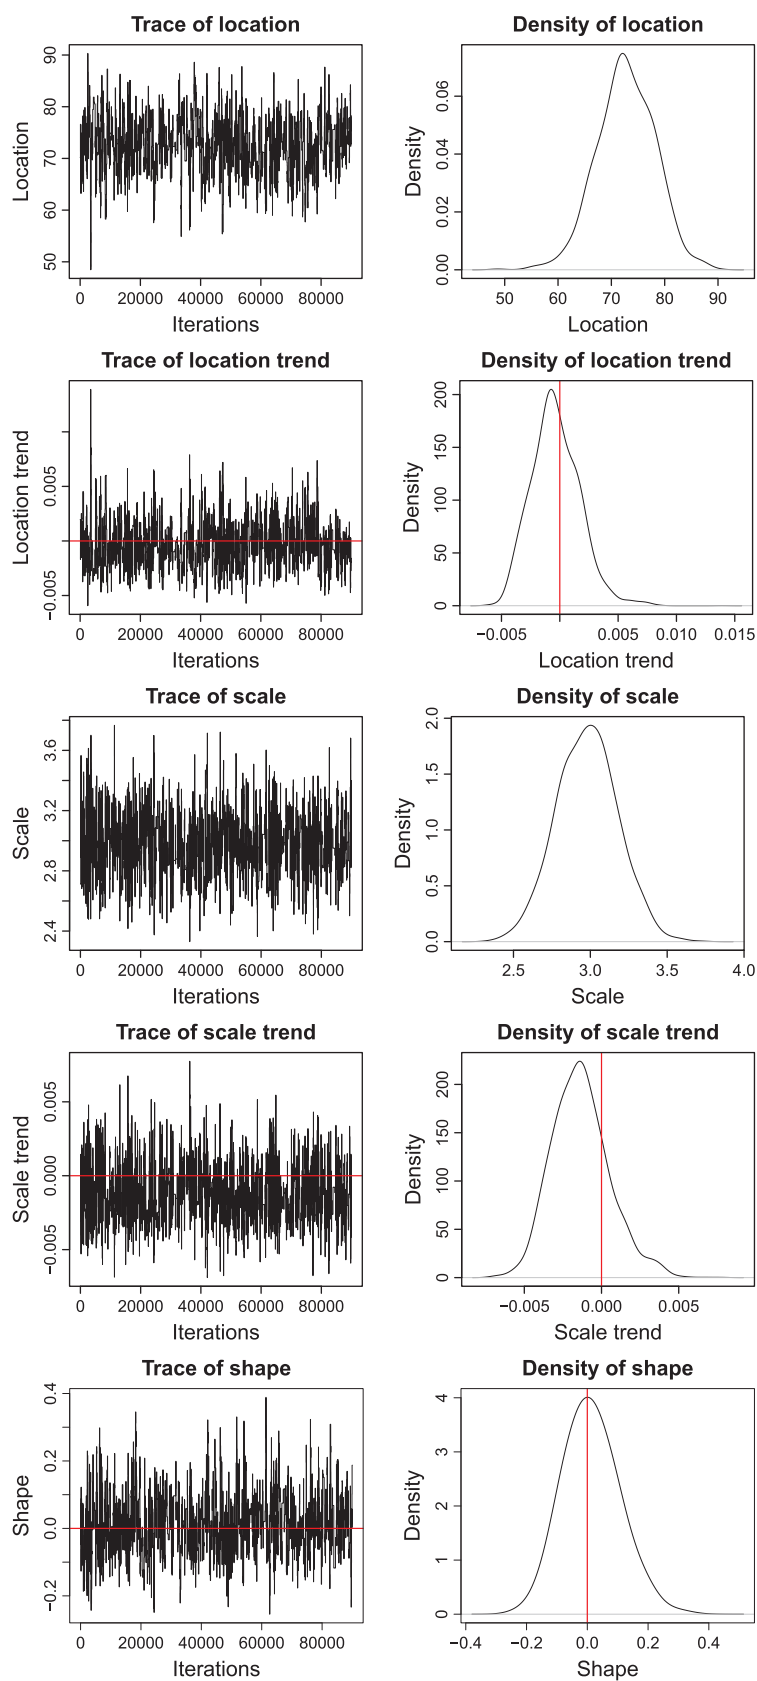 Trace of location
Location
50 60 70 80 90
0 20000 40000 60000 80000
Iterations
Density of location
Density
0.00 0.02 0.04 0.06
50 60 70 80 90
Location
Trace of location trend
Location trend
−0.005 0.005
0 20000 40000 60000 80000
Iterations
Density of location trend
Density
0 50 100 150 200
−0.005 0.005 0.010 0.015
Location trend
Trace of scale
Scale
2.4 2.8 3.2 3.6
0 20000 40000 60000 80000
Iterations
Density of scale
Density
0.0 0.5 1.0 1.5 2.0
2.5 3.0 3.5 4.0
Scale
Trace of scale trend
Scale trend
−0.005 0.000 0.005
0 20000 40000 60000 80000
Iterations
Density of scale trend
Density
0 50 100 150 200
−0.005 0.000 0.005
Scale trend
Trace of shape
Shape
−0.2 0.0 0.2 0.4
0 20000 40000 60000 80000
Iterations
Density of shape
Density
0 1 2 3 4
−0.4 −0.2 0.0 0.2 0.4
Shape